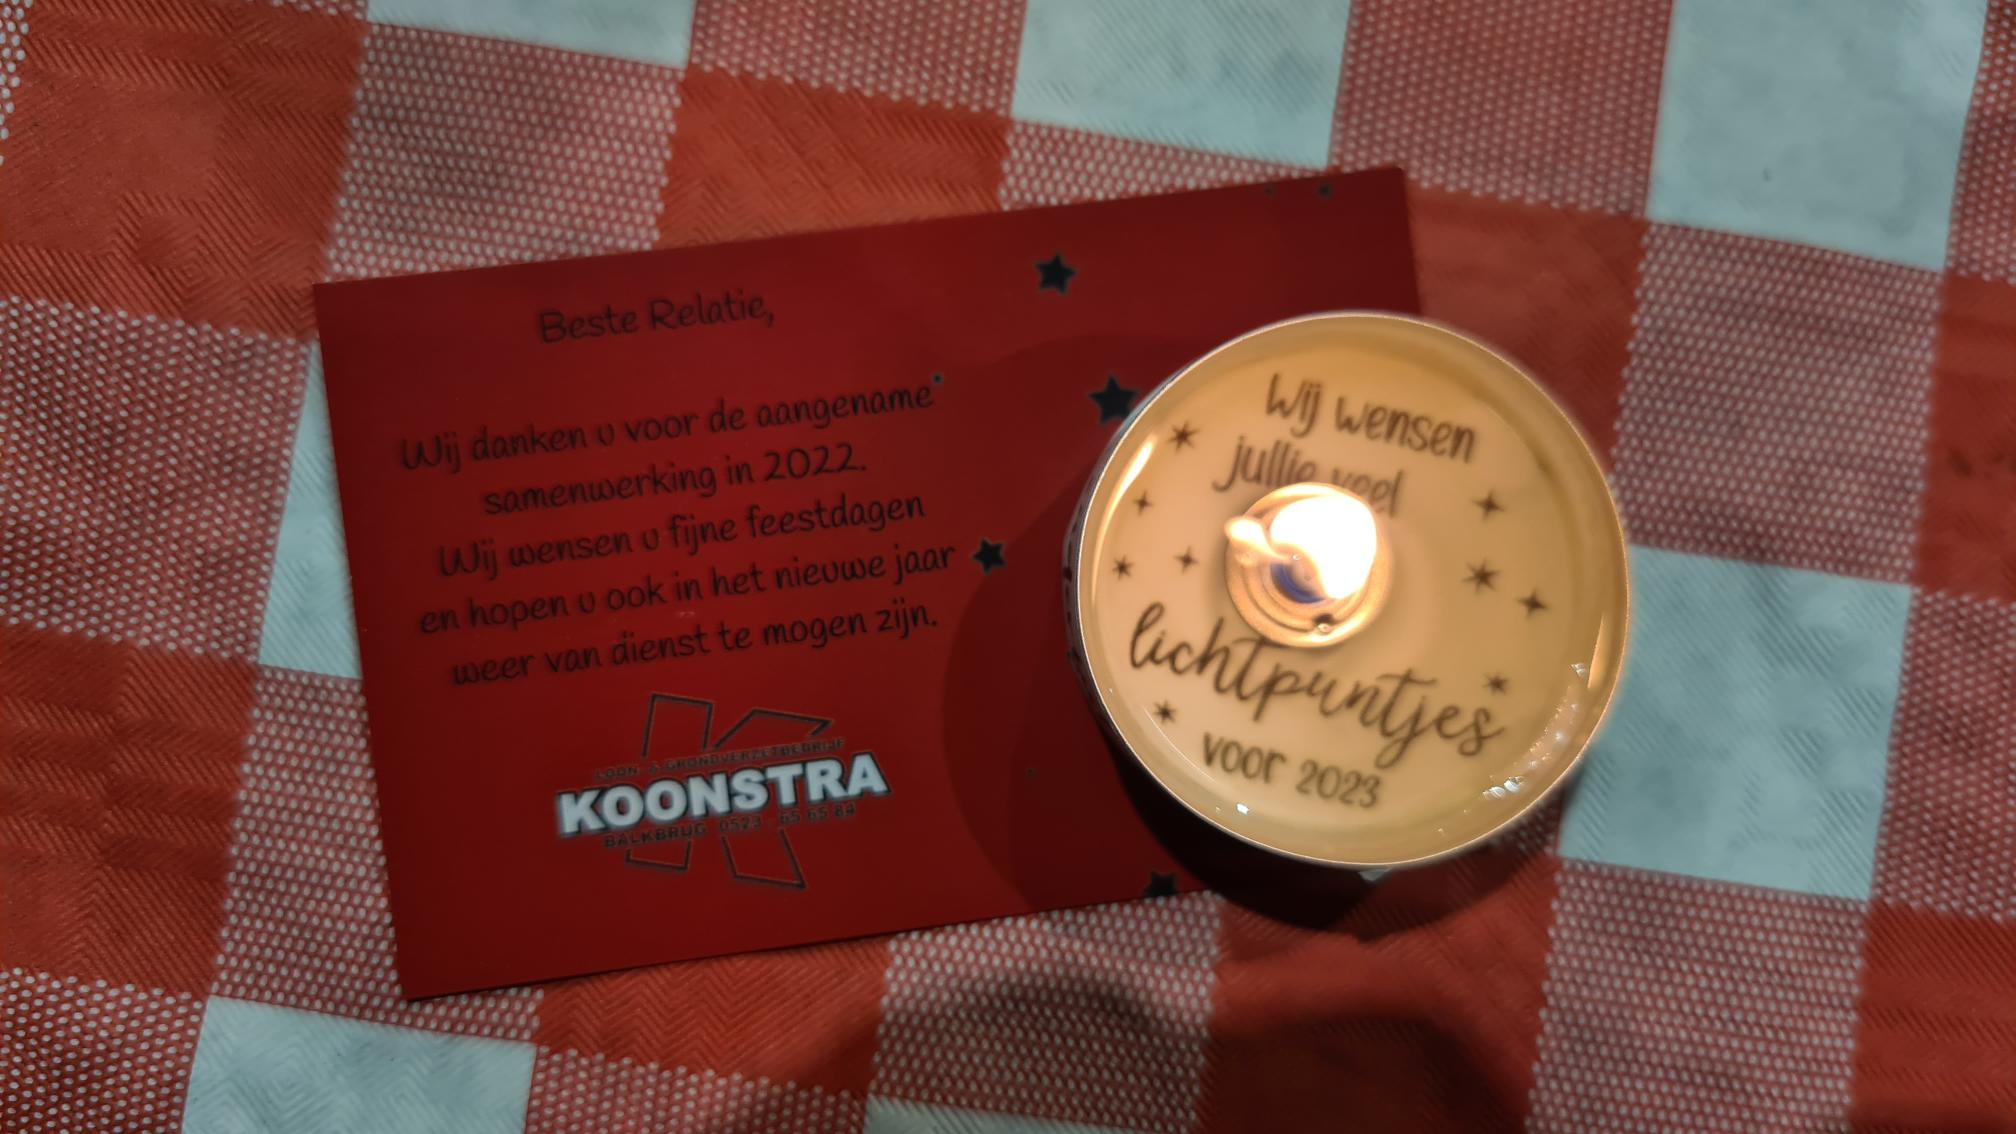 Beste Relatie,
Wij danken u voor de aangename
samenwerking in 2022.
Wij wensen u fijne feestdagen
en hopen u ook in het nieuwe jaar
weer van dienst te mogen zijn.
LOON- & GRONDVERZETBEDRIJF
KOONSTRA
BALKBRUG 0523 - 65 65 84
Wij wensen
jullie veel
lichtpuntjes
voor 2023